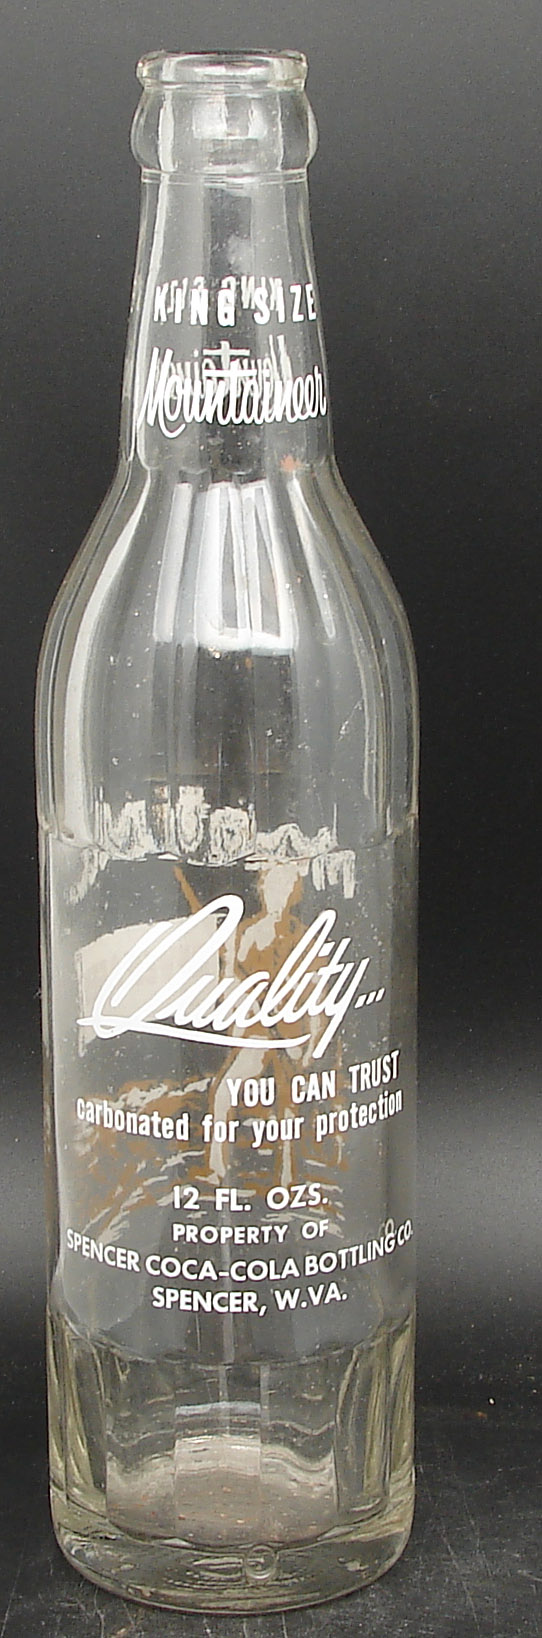 KING SIZE
Mountaineer
Quality...
YOU CAN TRUST
carbonated for your protection
12 FL. OZS.
PROPERTY OF
SPENCER COCA-COLA BOTTLING CO.
SPENCER, W.VA.